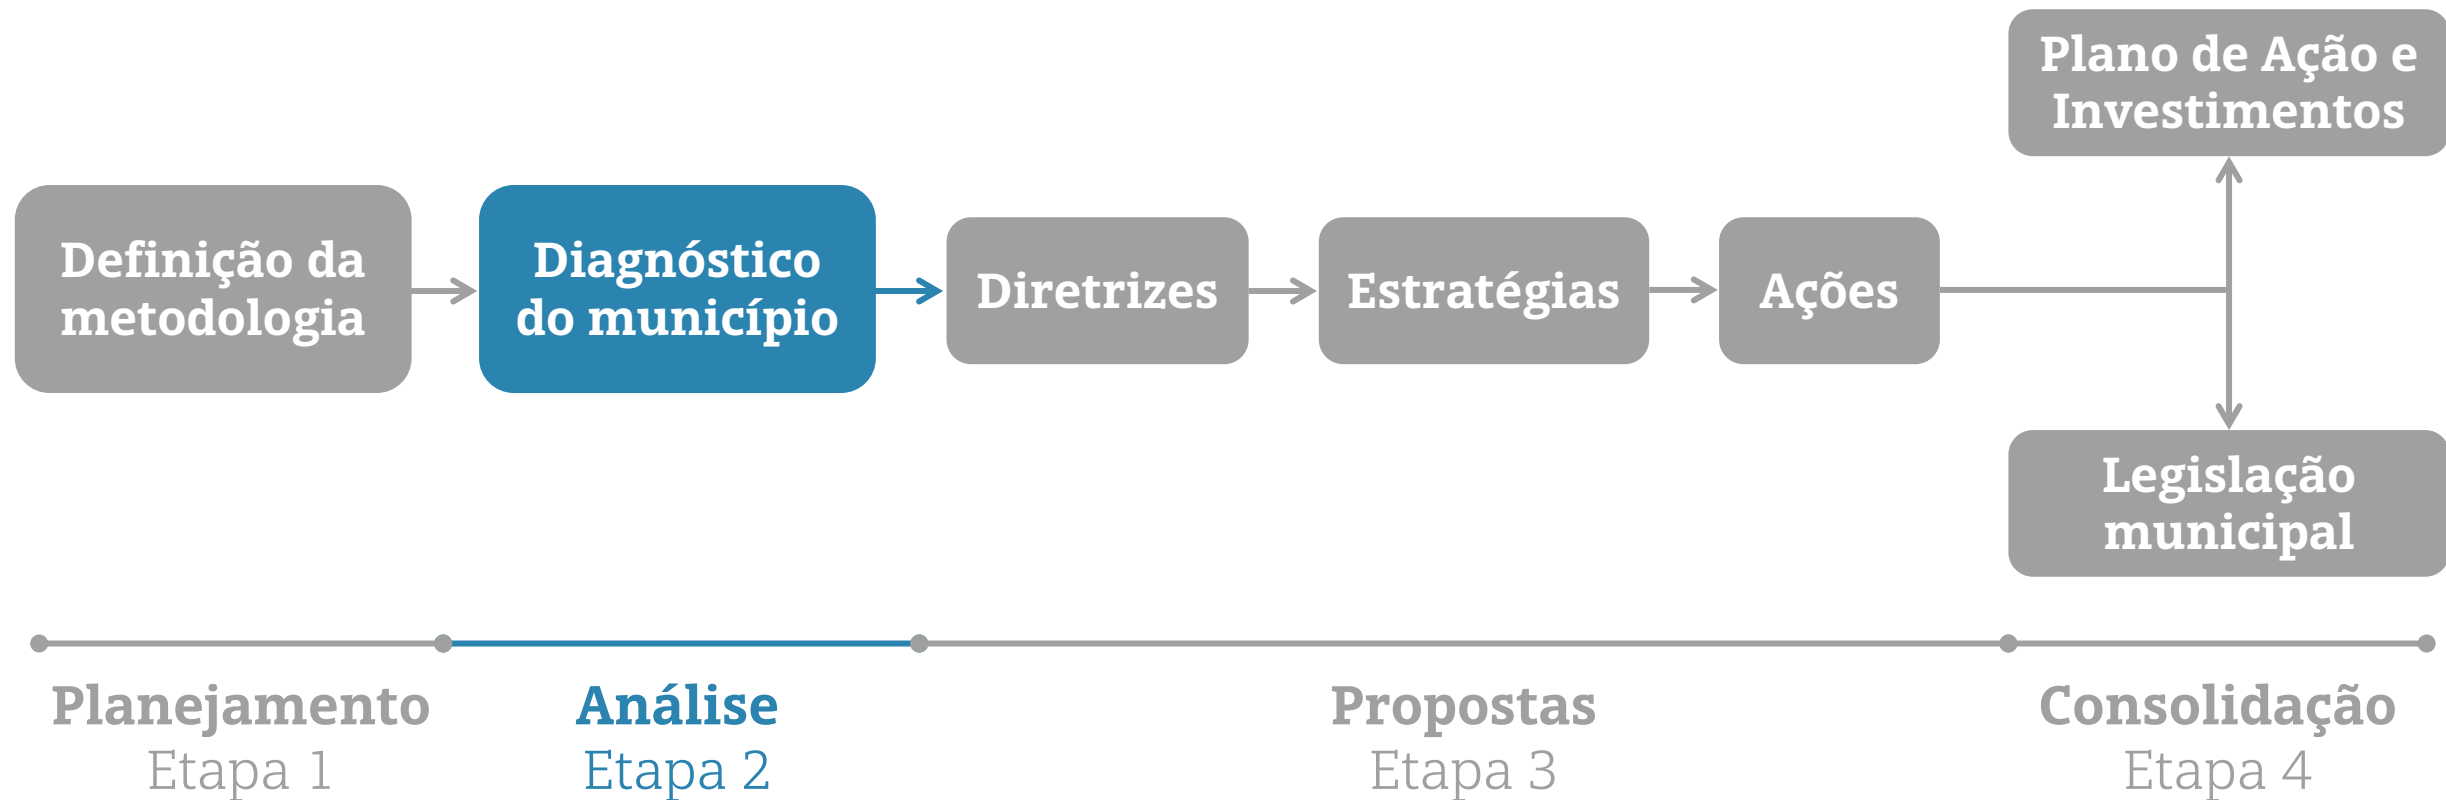 Plano de Ação e
Investimentos
Definição da
metodologia
Diagnóstico
do município
Diretrizes
Estratégias
Ações
Legislação
municipal
Planejamento
Etapa 1
Análise
Etapa 2
Propostas
Etapa 3
Consolidação
Etapa 4